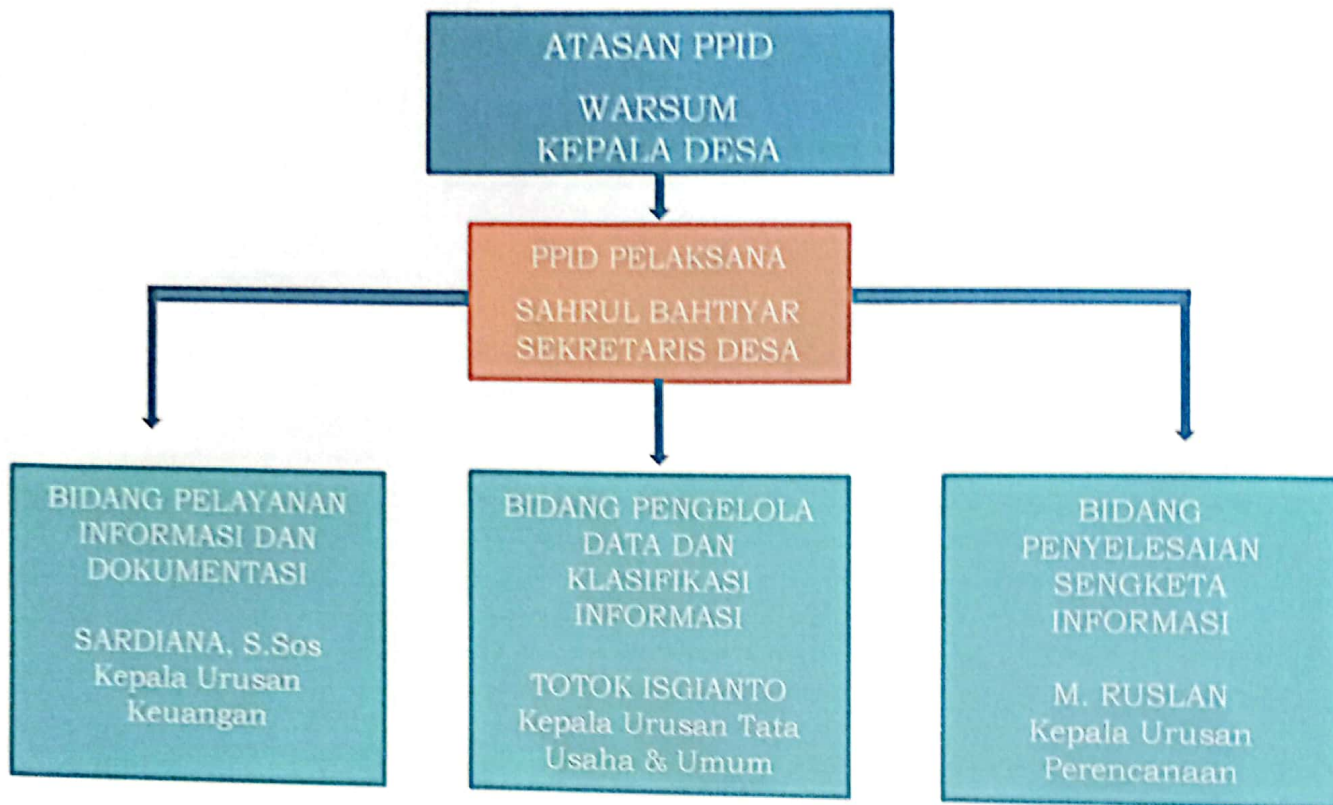 ATASAN PPID
WARSUM
KEPALA DESA
PPID PELAKSANA
SAHRUL BAHTIYAR
SEKRETARIS DESA
BIDANG PELAYANAN
INFORMASI DAN
DOKUMENTASI
SARDIANA, S.Sos
Kepala Urusan
Keuangan
BIDANG PENGELOLA
DATA DAN
KLASIFIKASI
INFORMASI
TOTOK ISGIANTO
Kepala Urusan Tata
Usaha & Umum
BIDANG
PENYELESAIAN
SENGKETA
INFORMASI
M. RUSLAN
Kepala Urusan
Perencanaan